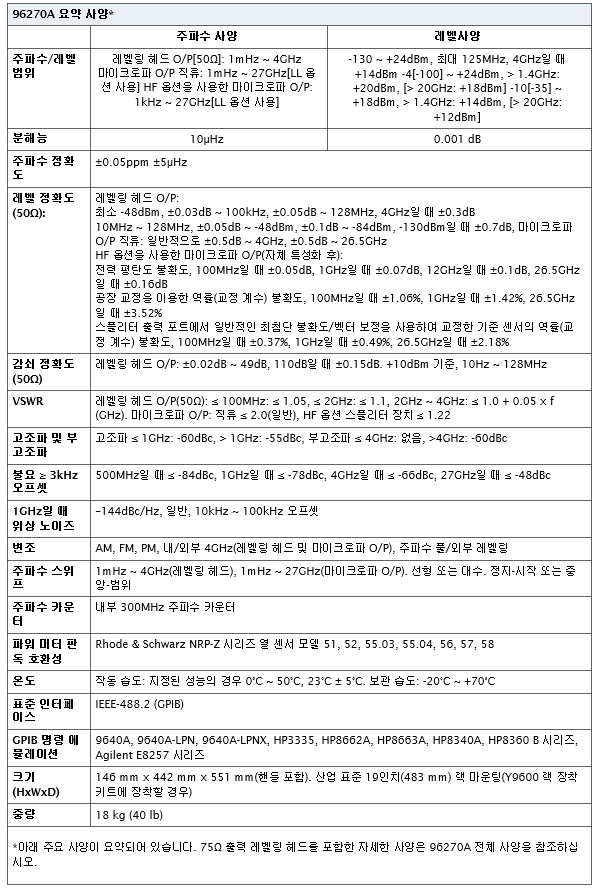 96270A 요약 사양*
주파수 사양
레벨사양
주파수/레벨
범위
레벨링 헤드 O/P[50Ω]: 1mHz ~ 4GHz
마이크로파 O/P 직류: 1mHz ~ 27GHz[LL 옵
션 사용] HF 옵션을 사용한 마이크로파 O/P:
1kHz ~ 27GHz[LL 옵션 사용]
-130 ~ +24dBm, 최대 125MHz, 4GHz일 때
+14dBm -4[-100] ~ +24dBm, > 1.4GHz:
+20dBm, [> 20GHz: +18dBm] -10[-35] ~
+18dBm, > 1.4GHz: +14dBm, [> 20GHz:
+12dBm]
분해능
10μHz
0.001 dB
주파수 정확
도
±0.05ppm ±5μHz
레벨 정확도
(50Ω):
레벨링 헤드 O/P:
최소 -48dBm, ±0.03dB ~ 100kHz, ±0.05dB ~ 128MHz, 4GHz일 때 ±0.3dB
10MHz ~ 128MHz, ±0.05dB ~ -48dBm, ±0.1dB ~ -84dBm, -130dBm일 때 ±0.7dB, 마이크로파
O/P 직류: 일반적으로 ±0.5dB ~ 4GHz, ±0.5dB ~ 26.5GHz
HF 옵션을 사용한 마이크로파 O/P(자체 특성화 후):
전력 평탄도 불확도, 100MHz일 때 ±0.05dB, 1GHz일 때 ±0.07dB, 12GHz일 때 ±0.1dB, 26.5GHz
일 때 ±0.16dB
공장 교정을 이용한 역률(교정 계수) 불확도, 100MHz일 때 ±1.06%, 1GHz일 때 ±1.42%, 26.5GHz
일 때 ±3.52%
스플리터 출력 포트에서 일반적인 최첨단 불확도/벡터 보정을 사용하여 교정한 기준 센서의 역률(교
정 계수) 불확도, 100MHz일 때 ±0.37%, 1GHz일 때 ±0.49%, 26.5GHz일 때 ±2.18%
감쇠 정확도
(50Ω)
레벨링 헤드 O/P: ±0.02dB ~ 49dB, 110dB일 때 ±0.15dB. +10dBm 기준, 10Hz ~ 128MHz
VSWR
레벨링 헤드 O/P(50Ω): ≤ 100MHz: ≤ 1.05, ≤ 2GHz: ≤ 1.1, 2GHz ~ 4GHz: ≤ 1.0 + 0.05 x f
(GHz). 마이크로파 O/P: 직류 ≤ 2.0(일반), HF 옵션 스플리터 장치 ≤ 1.22
고조파 및 부
고조파
고조파 ≤ 1GHz: -60dBc, > 1GHz: -55dBc, 부고조파 ≤ 4GHz: 없음, >4GHz: -60dBc
불요 ≥ 3kHz
오프셋
500MHz일 때 ≤ -84dBc, 1GHz일 때 ≤ -78dBc, 4GHz일 때 ≤ -66dBc, 27GHz일 때 ≤ -48dBc
1GHz일 때
위상 노이즈
–144dBc/Hz, 일반, 10kHz ~ 100kHz 오프셋
변조
AM, FM, PM, 내/외부 4GHz(레벨링 헤드 및 마이크로파 O/P), 주파수 풀/외부 레벨링
주파수 스위
프
1mHz ~ 4GHz(레벨링 헤드), 1mHz ~ 27GHz(마이크로파 O/P). 선형 또는 대수. 정지-시작 또는 중
앙-범위
주파수 카운
터
내부 300MHz 주파수 카운터
파워 미터 판
독 호환성
Rhode & Schwarz NRP-Z 시리즈 열 센서 모델 51, 52, 55.03, 55.04, 56, 57, 58
온도
작동 습도: 지정된 성능의 경우 0°C ~ 50°C, 23°C ± 5°C. 보관 습도: -20°C ~ +70°C
표준 인터페
이스
IEEE-488.2 (GPIB)
GPIB 명령 에
뮬레이션
9640A, 9640A-LPN, 9640A-LPNX, HP3335, HP8662A, HP8663A, HP8340A, HP8360 B 시리즈,
Agilent E8257 시리즈
크기
(HxWxD)
146 mm x 442 mm x 551 mm(핸들 포함). 산업 표준 19인치(483 mm) 랙 마운팅(Y9600 랙 장착
키트에 장착할 경우)
중량
18 kg (40 lb)
*아래 주요 사양이 요약되어 있습니다. 75Ω 출력 레벨링 헤드를 포함한 자세한 사양은 96270A 전체 사양을 참조하십
시오.